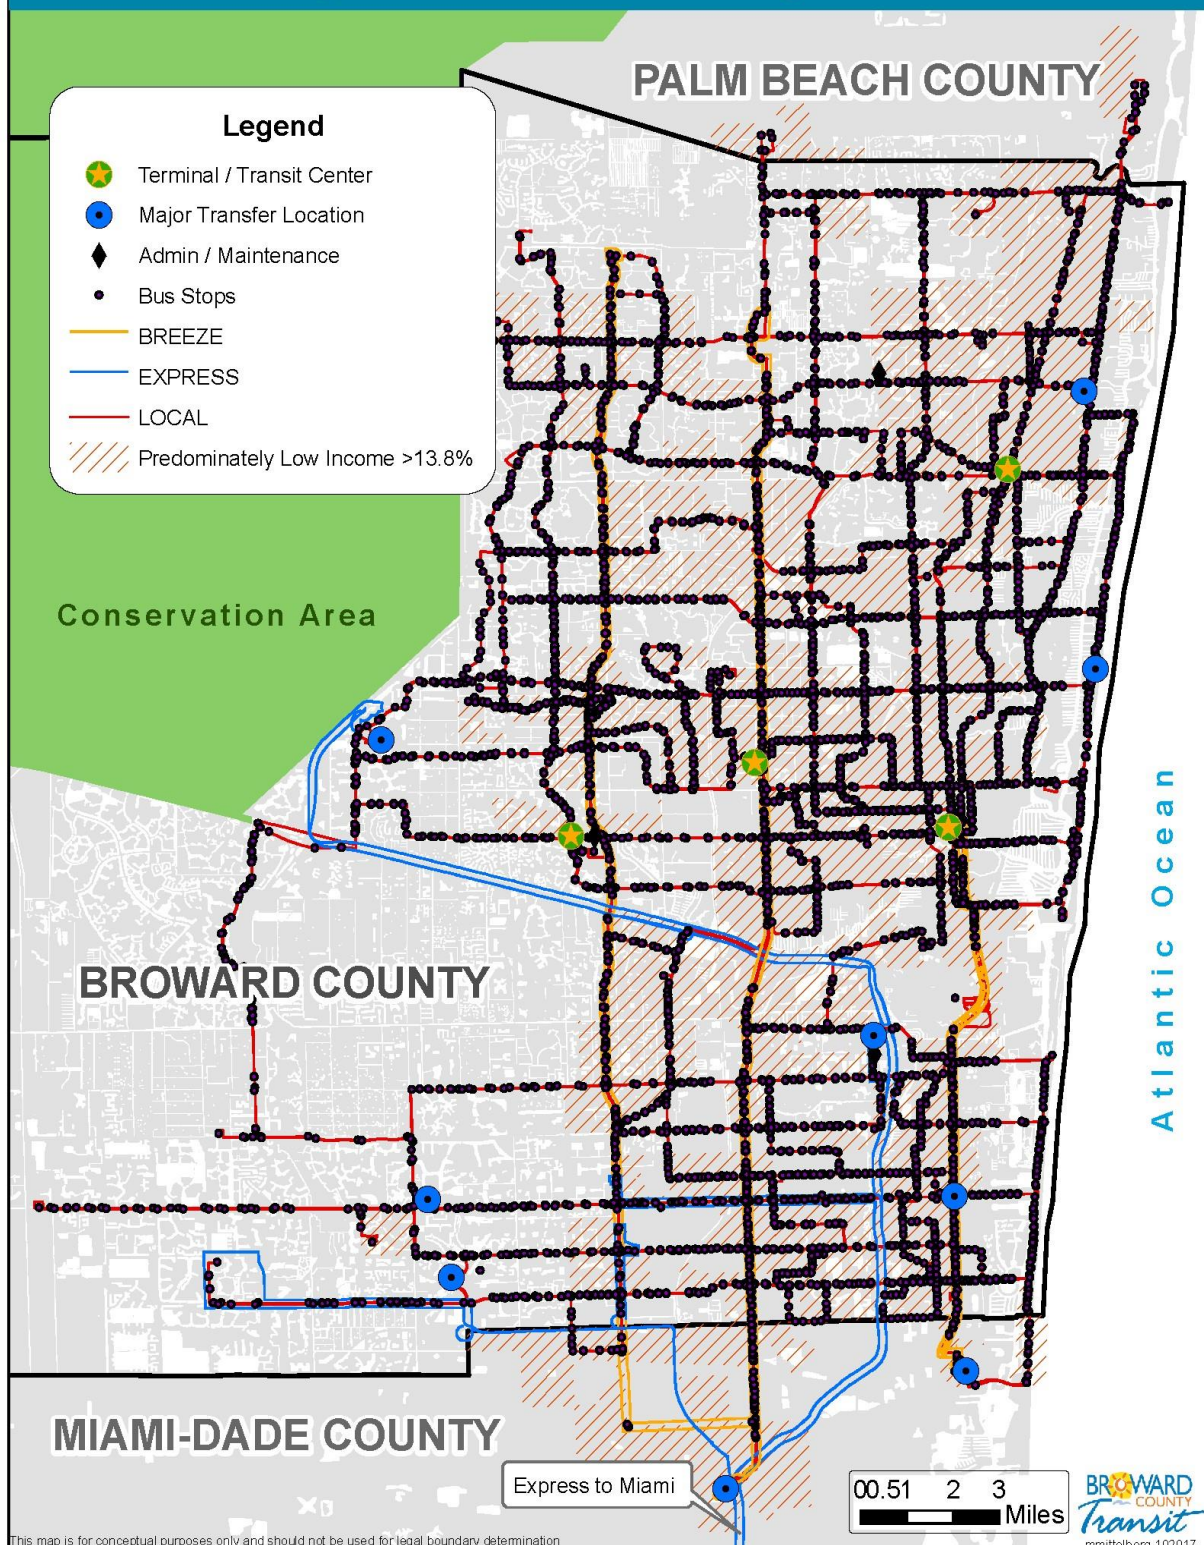 PALM BEACH COUNTY
Legend
Terminal / Transit Center
Major Transfer Location
Admin / Maintenance
Bus Stops
BREEZE
EXPRESS
LOCAL
Predominately Low Income >13.8%
Conservation Area
Atlantic Ocean
BROWARD COUNTY
MIAMI-DADE COUNTY
Express to Miami
00.51 2 3
Miles
BROWARD
COUNTY
Transit
This map is for conceptual purposes only and should not be used for legal boundary determination
mmittelberg 102017